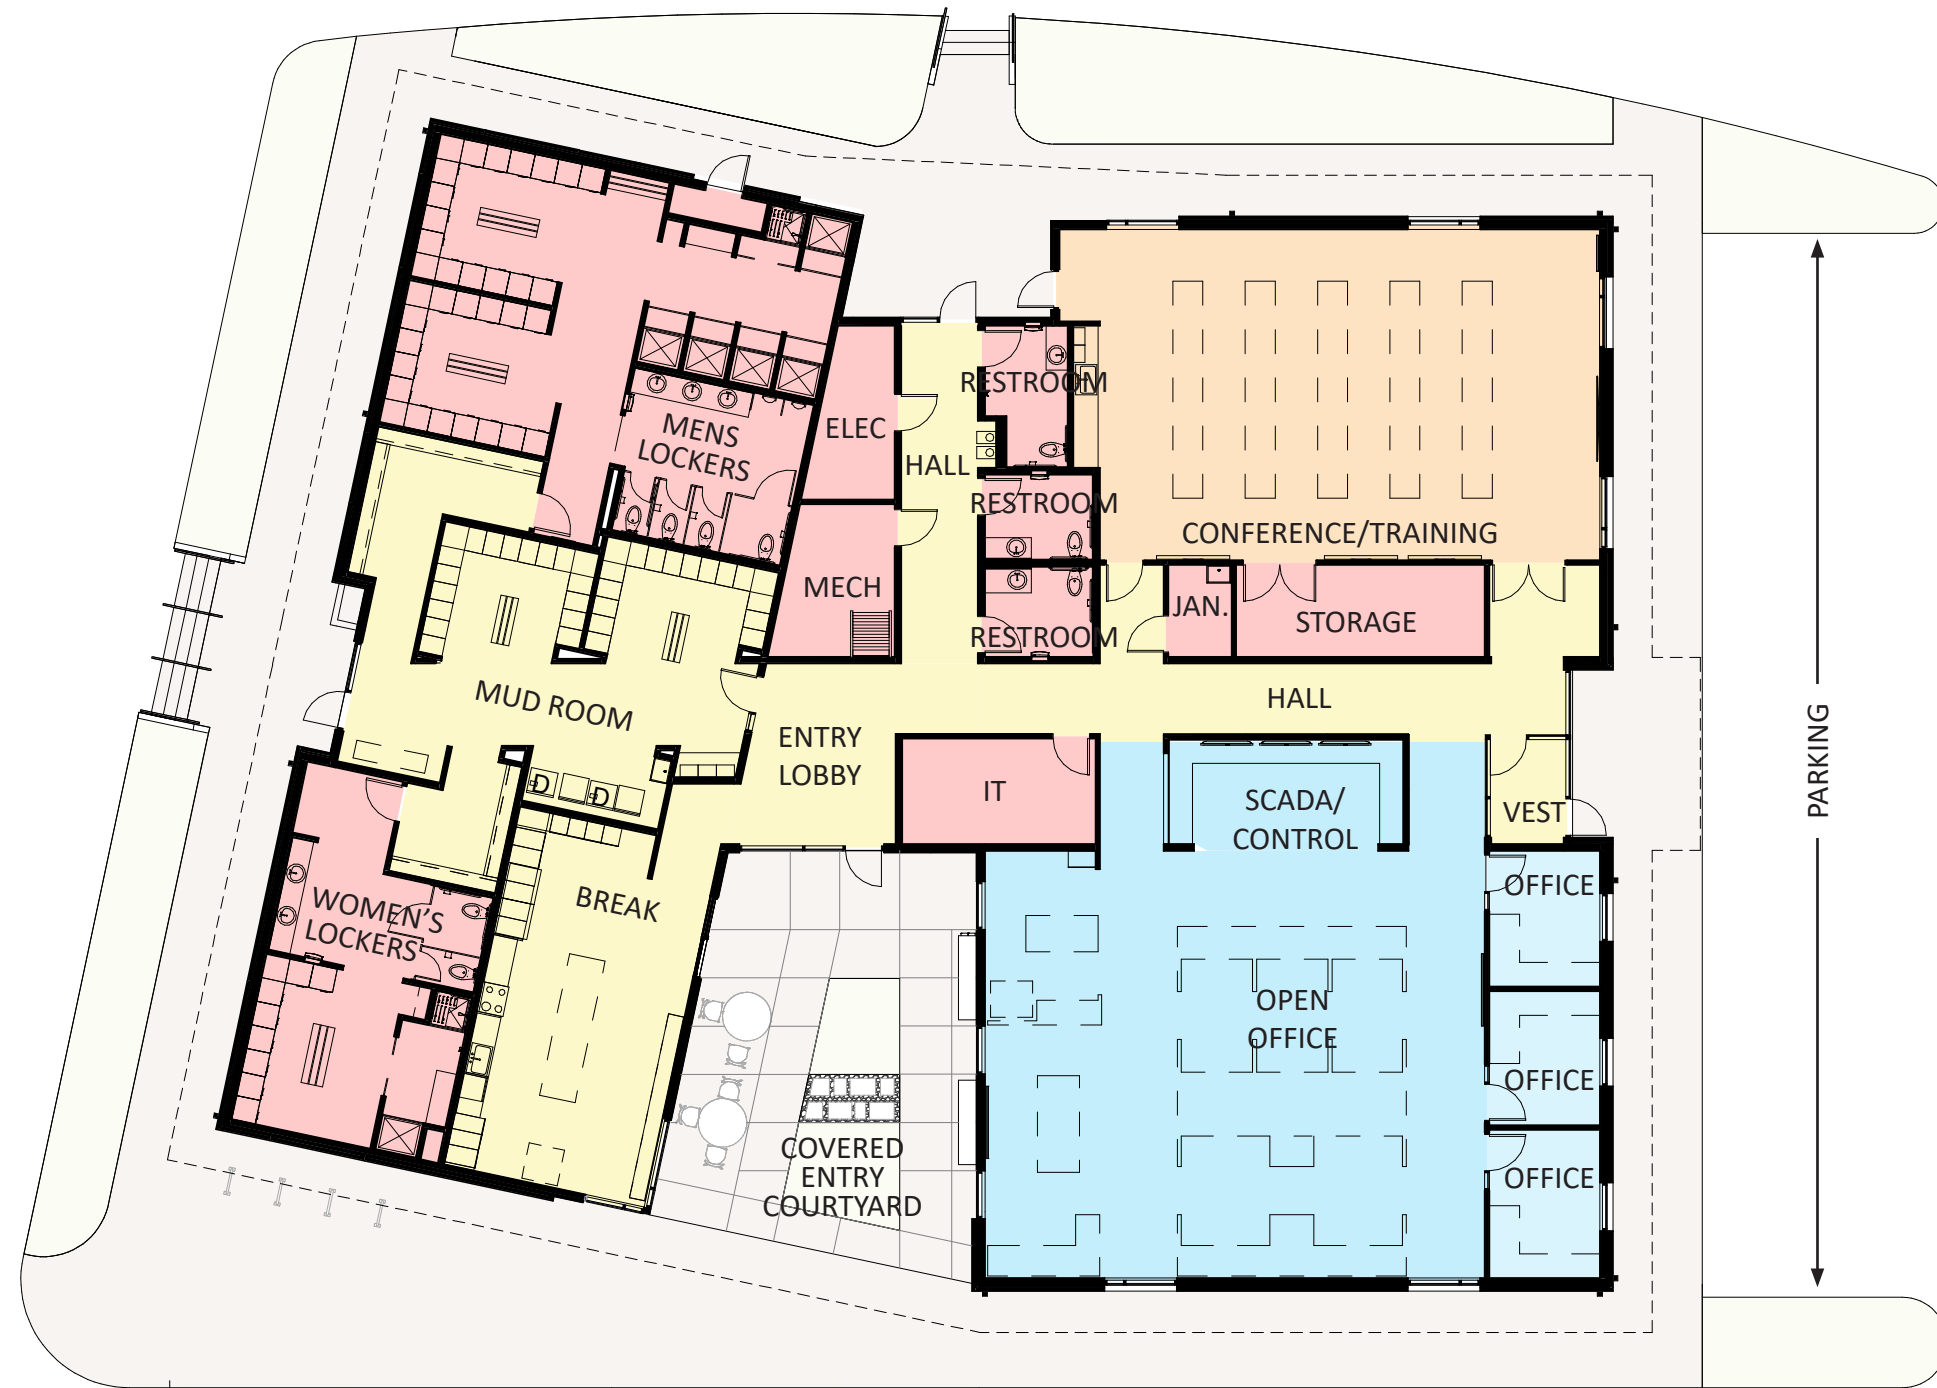 RESTROOM
MENS
LOCKERS
ELEC
HALL
RESTROOM
CONFERENCE/TRAINING
MECH
JAN.
STORAGE
RESTROOM
MUD ROOM
HALL
ENTRY
LOBBY
PARKING
D
D
IT
SCADA/
CONTROL
VEST
WOMEN'S
LOCKERS
BREAK
OFFICE
OPEN
OFFICE
OFFICE
COVERED
ENTRY
COURTYARD
OFFICE